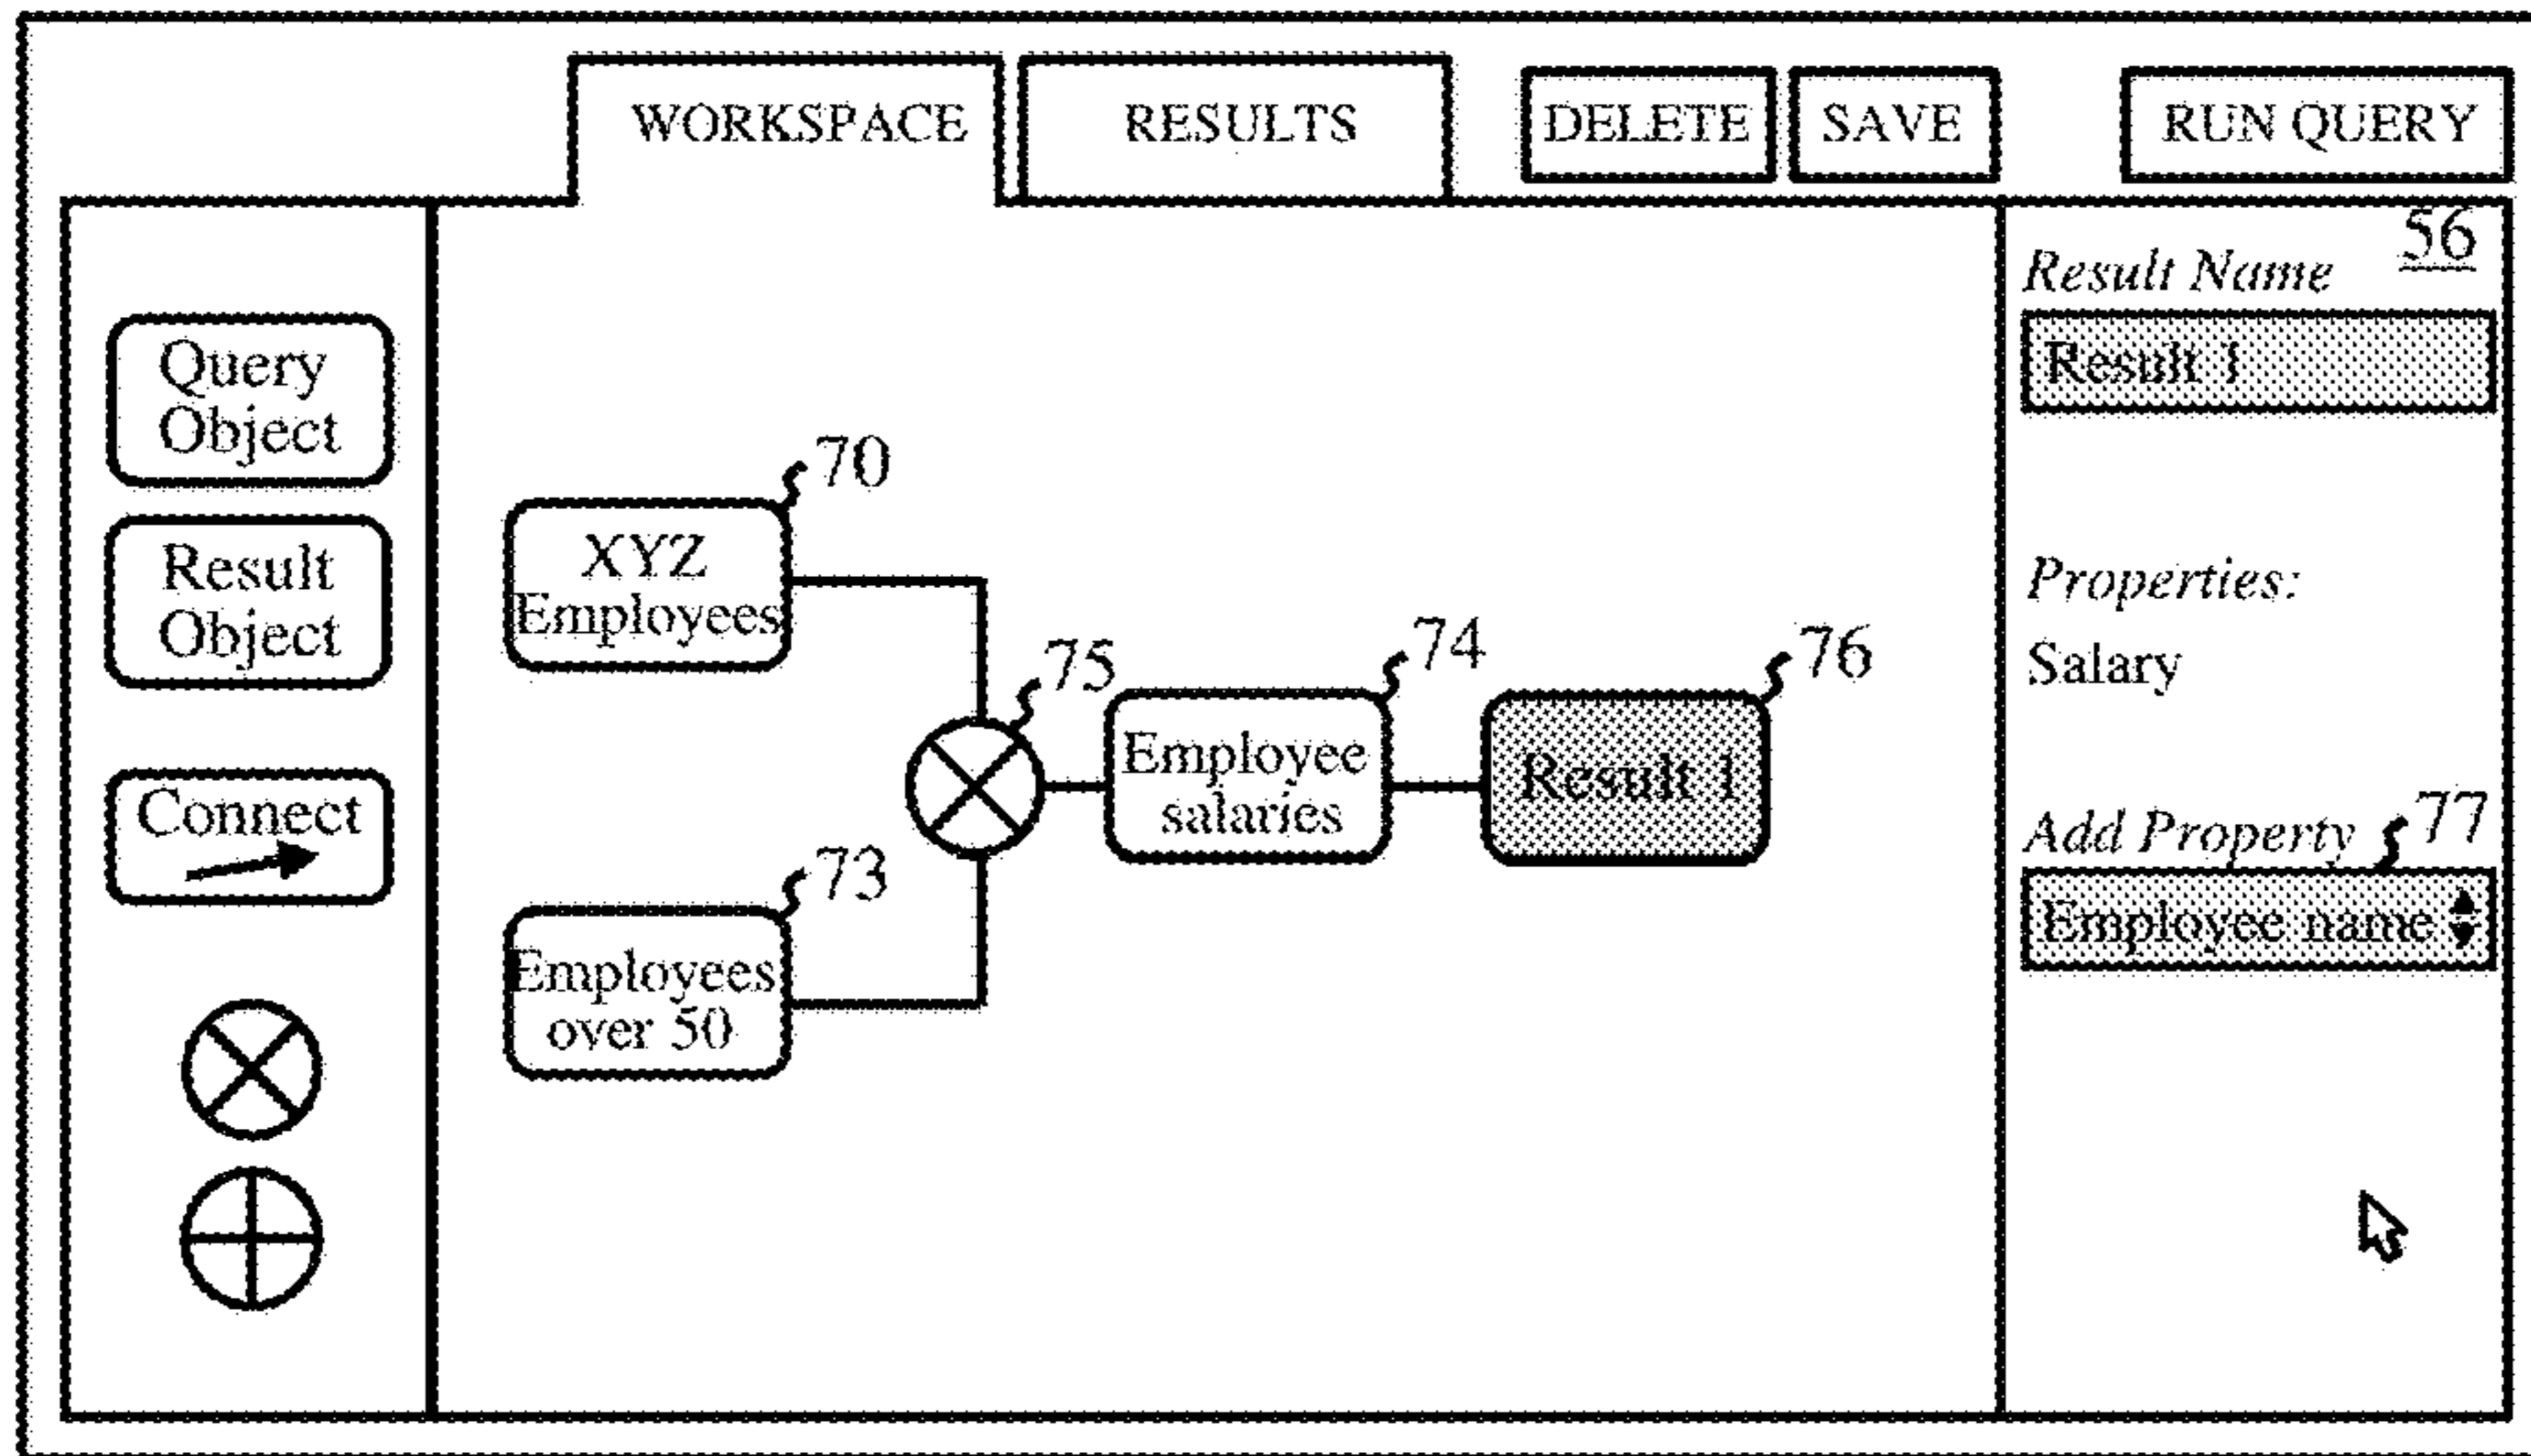 WORKSPACE
RESULTS
DELETE
SAVE
RUN QUERY
Query
Object
Result
Object
Connect
70
XYZ
Employees
73
Employees
over 50
75
74
Employee
salaries
76
Result 1
56
Result Name
Result 1
Properties:
Salary
Add Property
77
Employee name